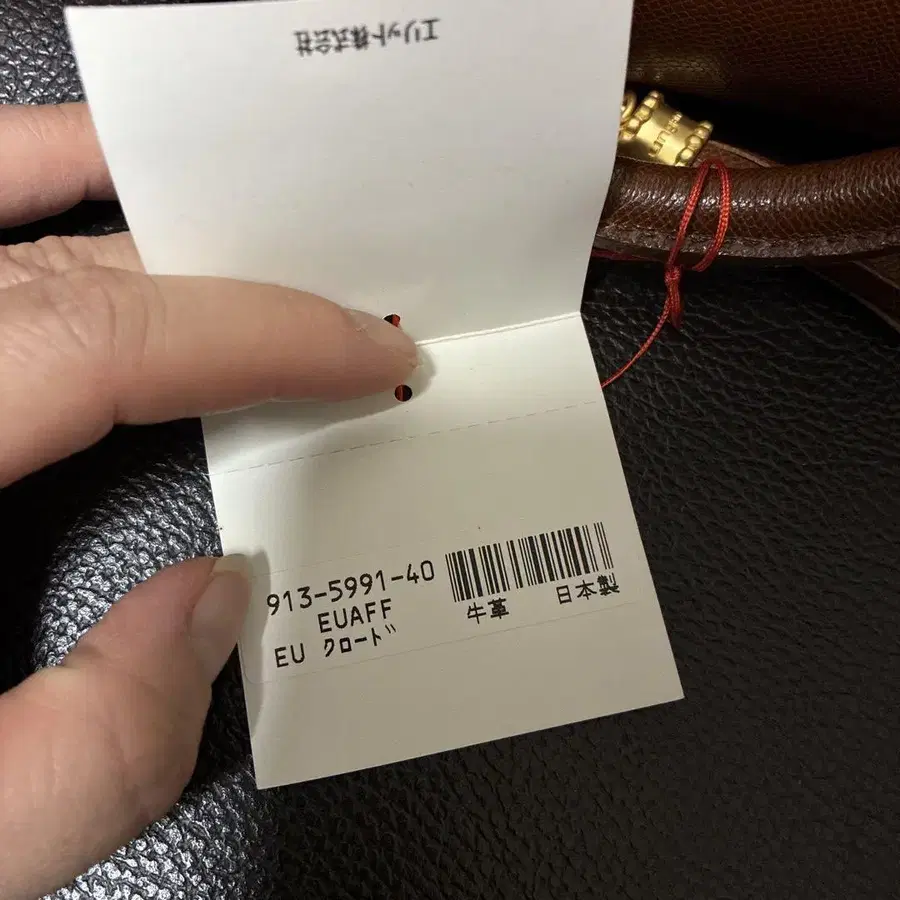 エリット株式会社
913-5991-40
EUAFF
EU クロード
牛革 日本製